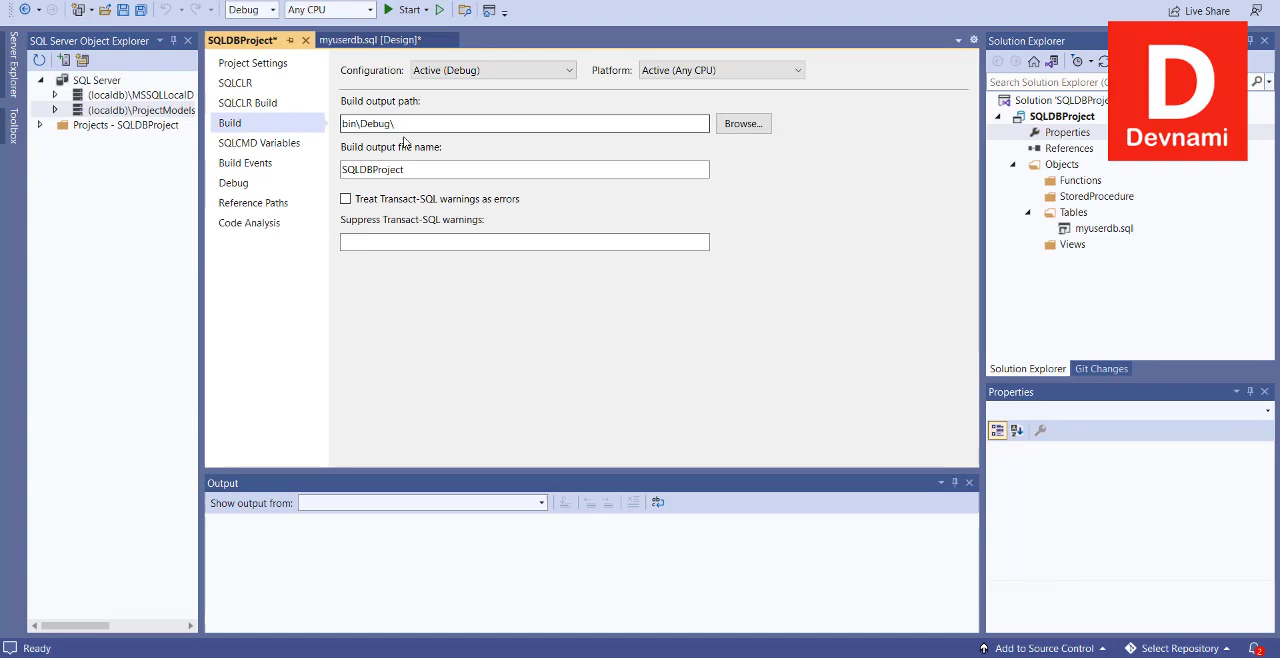 Debug
Any CPU
Start
Live Share
Server Explorer
Toolbox
SQL Server Object Explorer
SQL Server
(localdb)\MSSQLLocalD
(localdb)\ProjectModels
Projects - SQLDBProject
SQLDBProject*
myuserdb.sql [Design]*
Project Settings
SQLCLR
SQLCLR Build
Build
SQLCMD Variables
Build Events
Debug
Reference Paths
Code Analysis
Configuration:
Active (Debug)
Platform:
Active (Any CPU)
Build output path:
bin\Debug\
Browse...
Build output file name:
SQLDBProject
Treat Transact-SQL warnings as errors
Suppress Transact-SQL warnings:
Output
Show output from:
Solution Explorer
Search Solution Explorer (C
Solution 'SQLDBProje
SQLDBProject
Properties
References
Objects
Functions
StoredProcedure
Tables
myuserdb.sql
Views
Solution Explorer
Git Changes
Properties
D
Devnami
Ready
Add to Source Control
Select Repository
2